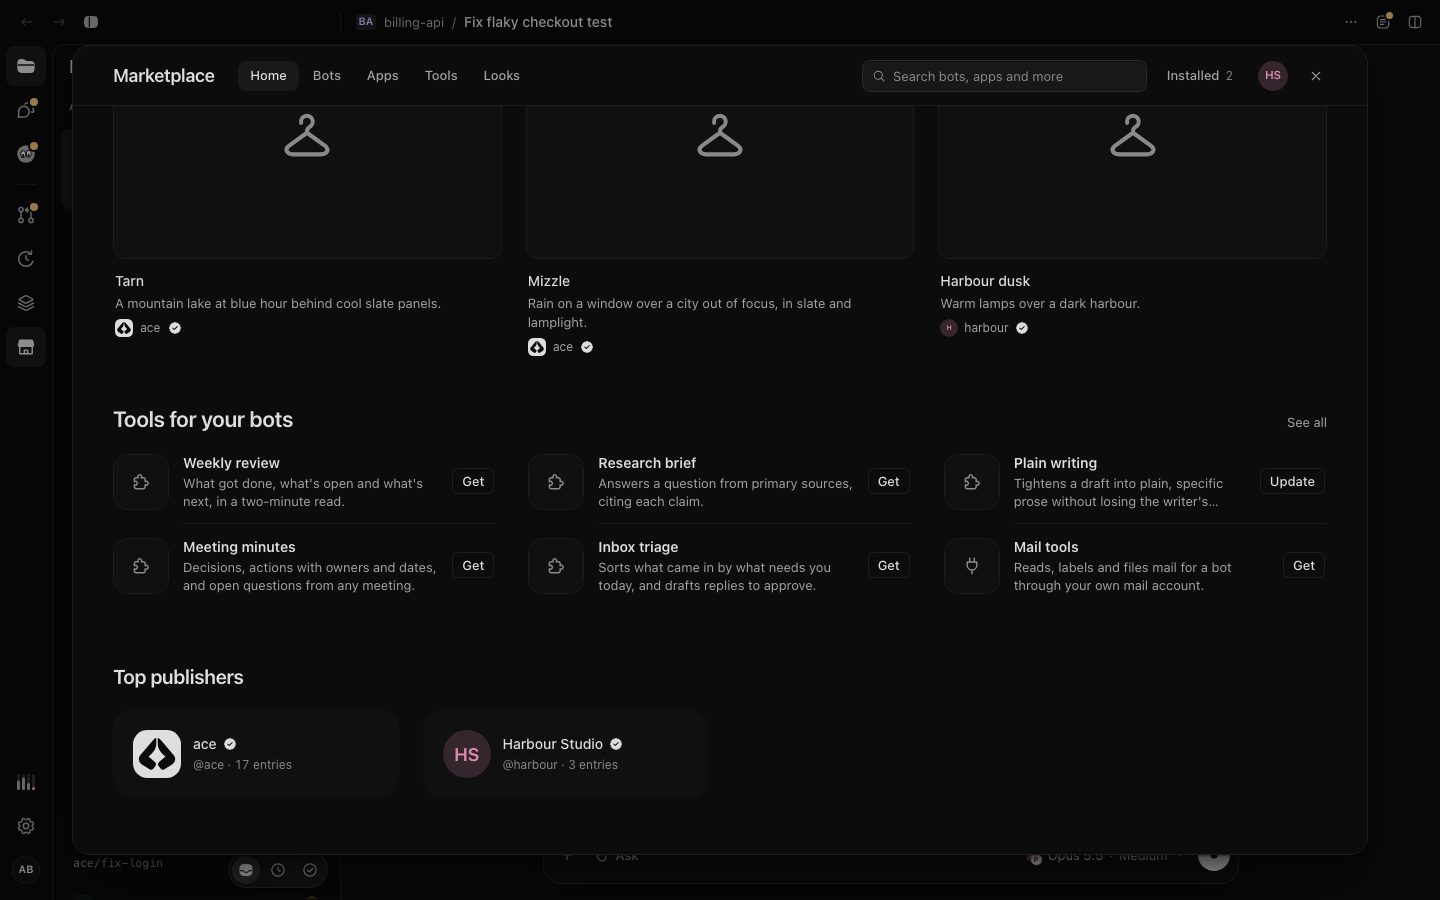 BA billing-api / Fix flaky checkout test
Marketplace
Home
Bots
Apps
Tools
Looks
Search bots, apps and more
Installed 2
HS
Tarn
A mountain lake at blue hour behind cool slate panels.
ace
Mizzle
Rain on a window over a city out of focus, in slate and
lamplight.
ace
Harbour dusk
Warm lamps over a dark harbour.
H harbour
Tools for your bots
See all
Weekly review
What got done, what's open and what's
next, in a two-minute read.
Get
Research brief
Answers a question from primary sources,
citing each claim.
Get
Plain writing
Tightens a draft into plain, specific
prose without losing the writer's...
Update
Meeting minutes
Decisions, actions with owners and dates,
and open questions from any meeting.
Get
Inbox triage
Sorts what came in by what needs you
today, and drafts replies to approve.
Get
Mail tools
Reads, labels and files mail for a bot
through your own mail account.
Get
Top publishers
ace
@ace · 17 entries
HS
Harbour Studio
@harbour · 3 entries
ace/fix-login
AB
Ask
Opus 5.5 · Medium